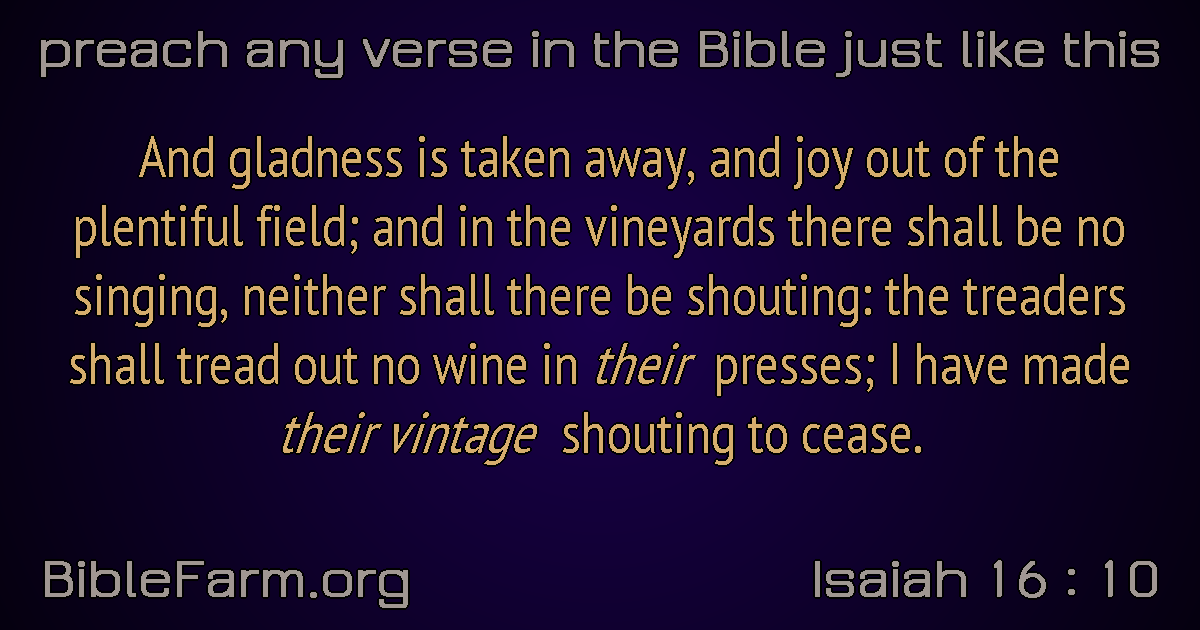 preach any verse in the Bible just like this
And gladness is taken away, and joy out of the
plentiful field; and in the vineyards there shall be no
singing, neither shall there be shouting: the treaders
shall tread out no wine in their presses; I have made
their vintage shouting to cease.
BibleFarm.org
Isaiah 16 : 10